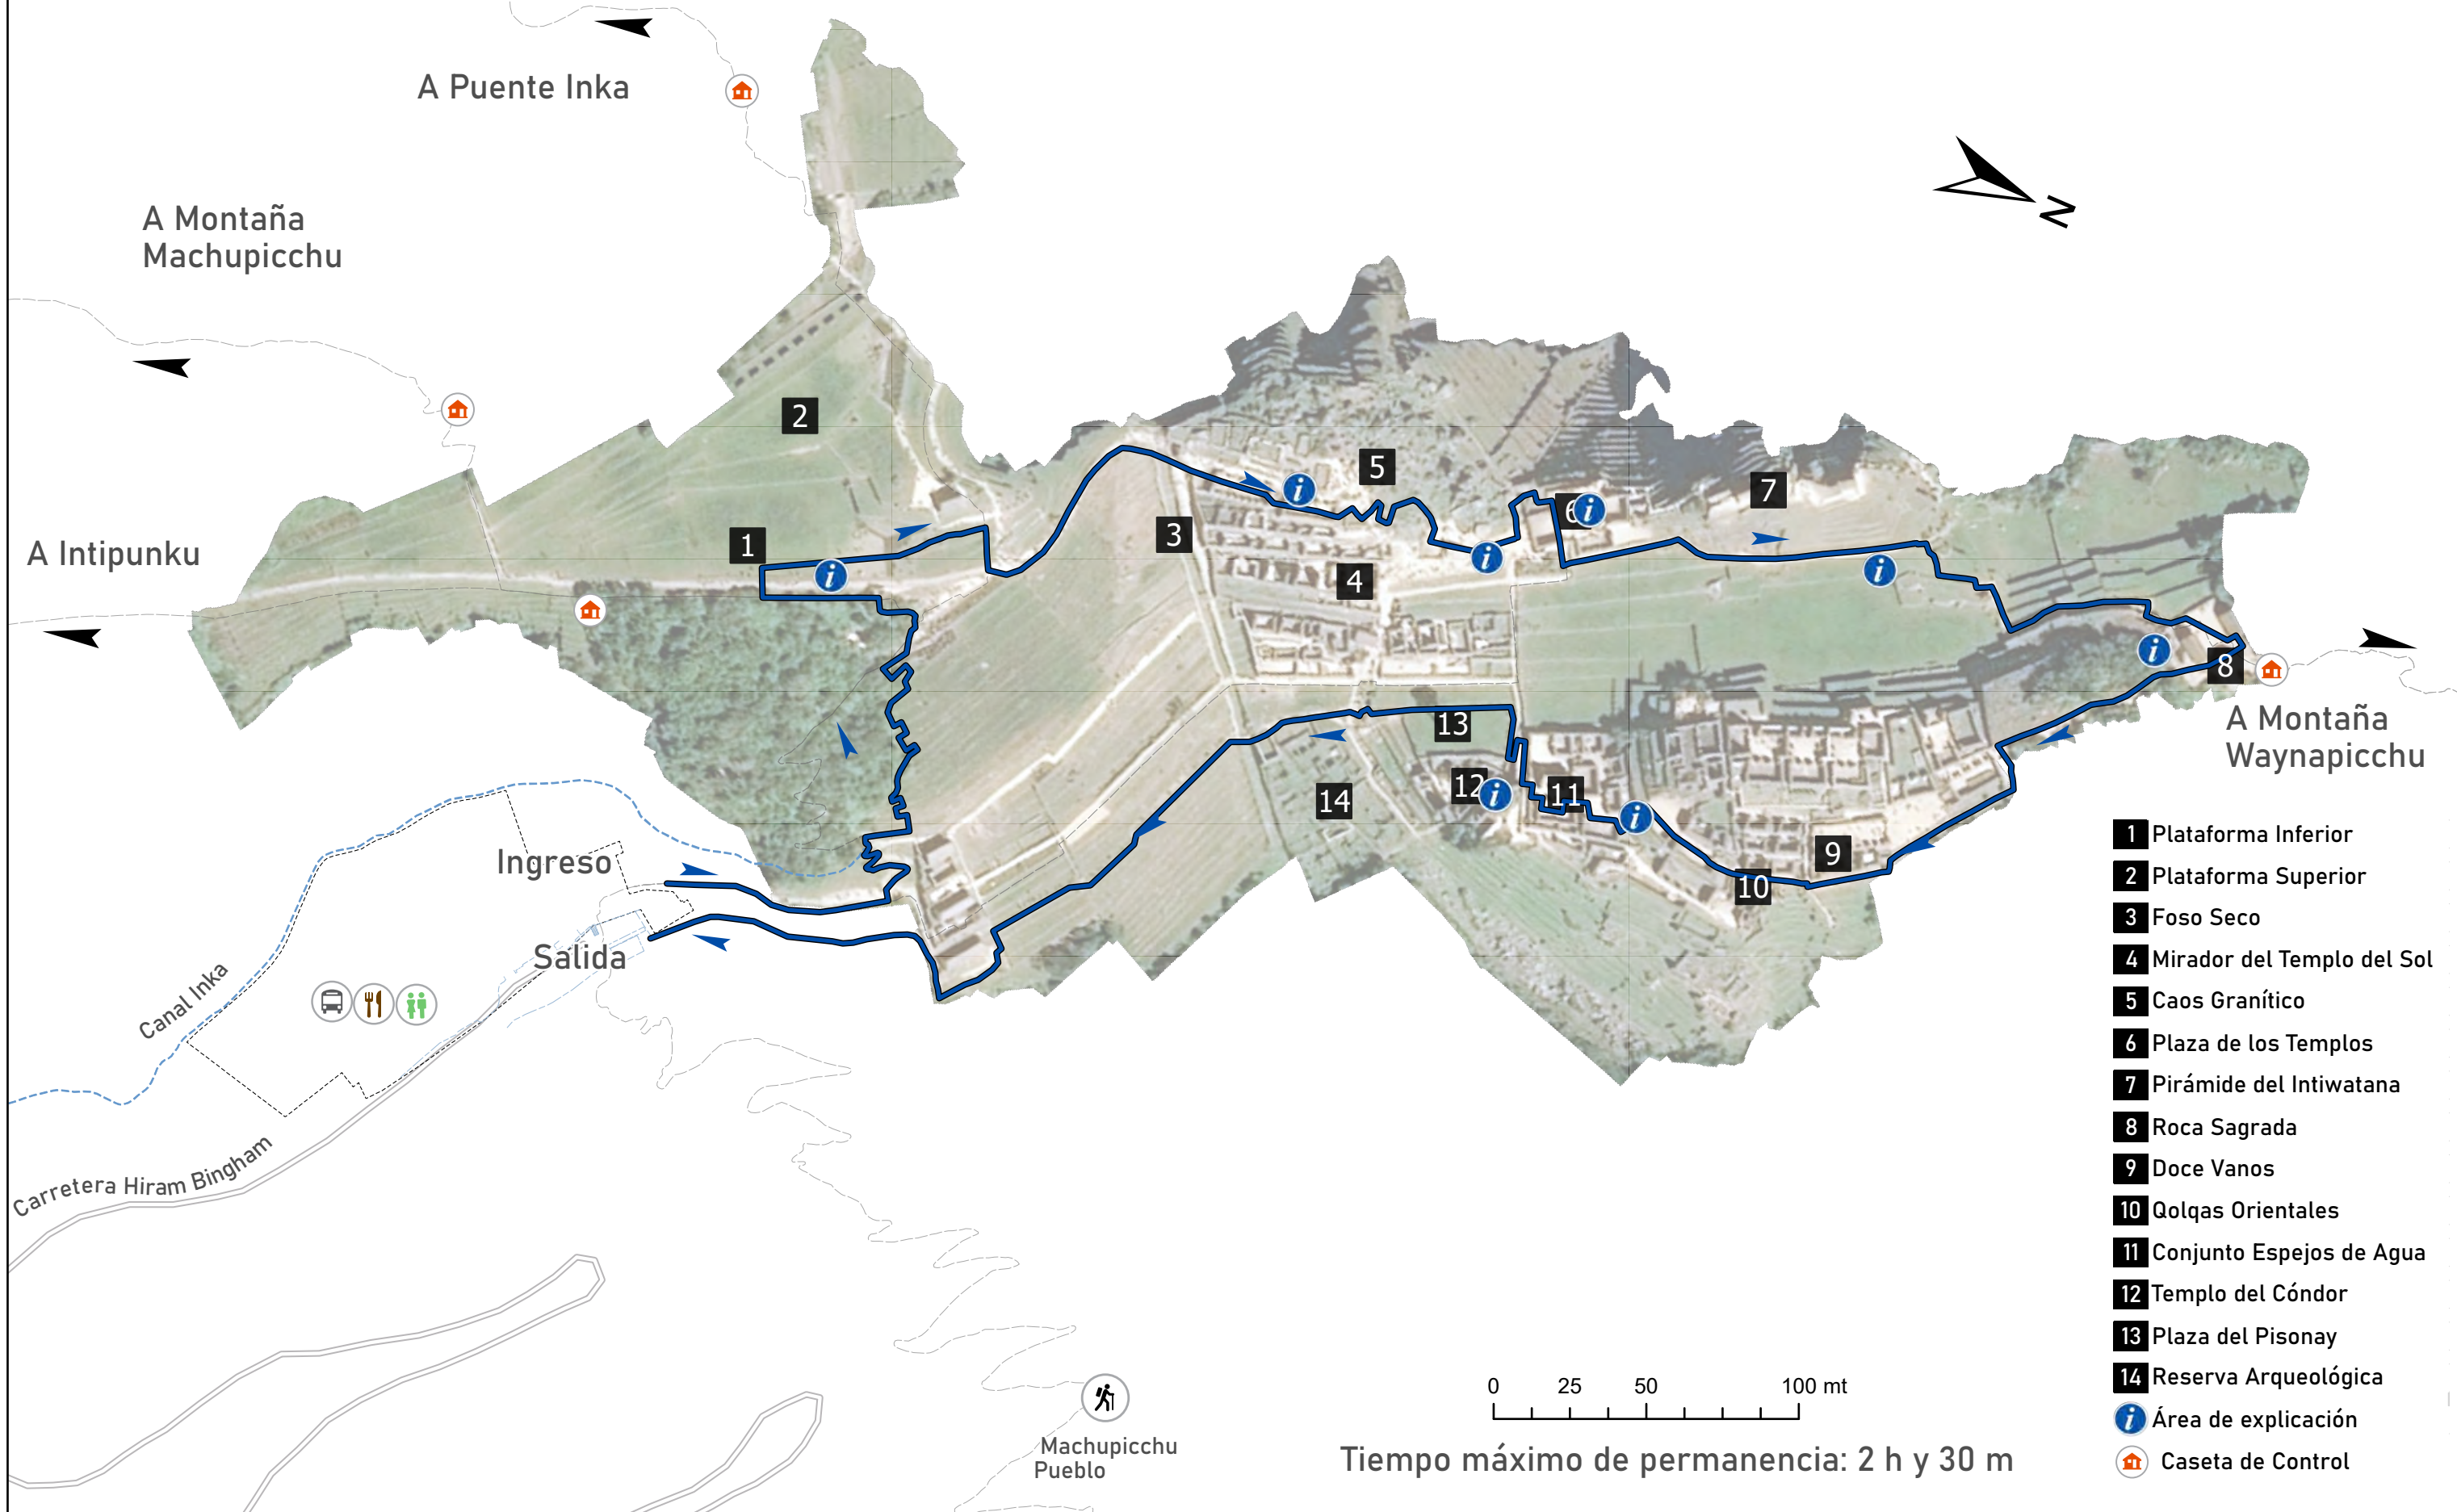 A Puente Inka
A Montaña
Machupicchu
A Intipunku
N
1
2
3
4
5
6
7
8
9
10
11
12
13
14
A Montaña
Waynapicchu
Ingreso
Salida
Canal Inka
Carretera Hiram Bingham
Machupicchu
Pueblo
1 Plataforma Inferior
2 Plataforma Superior
3 Foso Seco
4 Mirador del Templo del Sol
5 Caos Granítico
6 Plaza de los Templos
7 Pirámide del Intiwatana
8 Roca Sagrada
9 Doce Vanos
10 Qolqas Orientales
11 Conjunto Espejos de Agua
12 Templo del Cóndor
13 Plaza del Pisonay
14 Reserva Arqueológica
i Área de explicación
Caseta de Control
0 25 50 100 mt
Tiempo máximo de permanencia: 2 h y 30 m